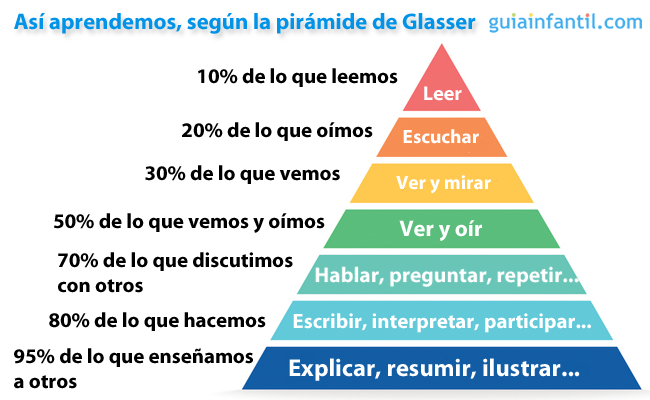 Así aprendemos, según la pirámide de Glasser guiainfantil.com
10% de lo que leemos
Leer
20% de lo que oímos
Escuchar
30% de lo que vemos
Ver y mirar
50% de lo que vemos y oímos
Ver y oír
70% de lo que discutimos
con otros
Hablar, preguntar, repetir...
80% de lo que hacemos
Escribir, interpretar, participar...
95% de lo que enseñamos
a otros
Explicar, resumir, ilustrar...